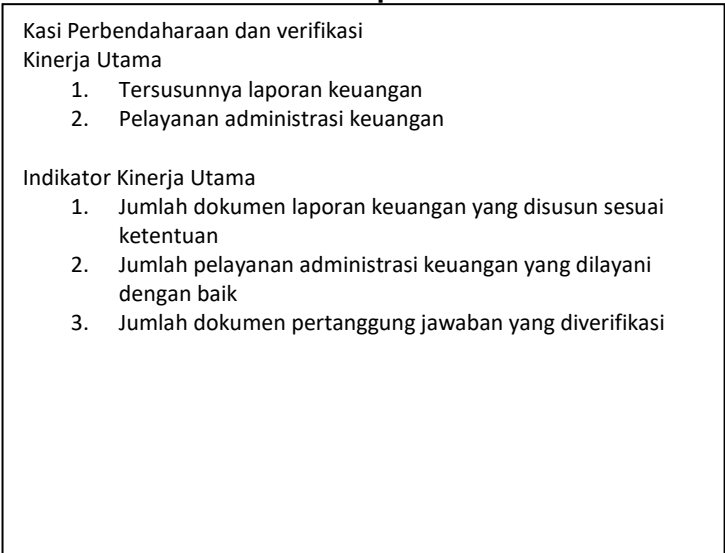 Kasi Perbendaharaan dan verifikasi
Kinerja Utama
1. Tersusunnya laporan keuangan
2. Pelayanan administrasi keuangan
Indikator Kinerja Utama
1. Jumlah dokumen laporan keuangan yang disusun sesuai
ketentuan
2. Jumlah pelayanan administrasi keuangan yang dilayani
dengan baik
3. Jumlah dokumen pertanggung jawaban yang diverifikasi